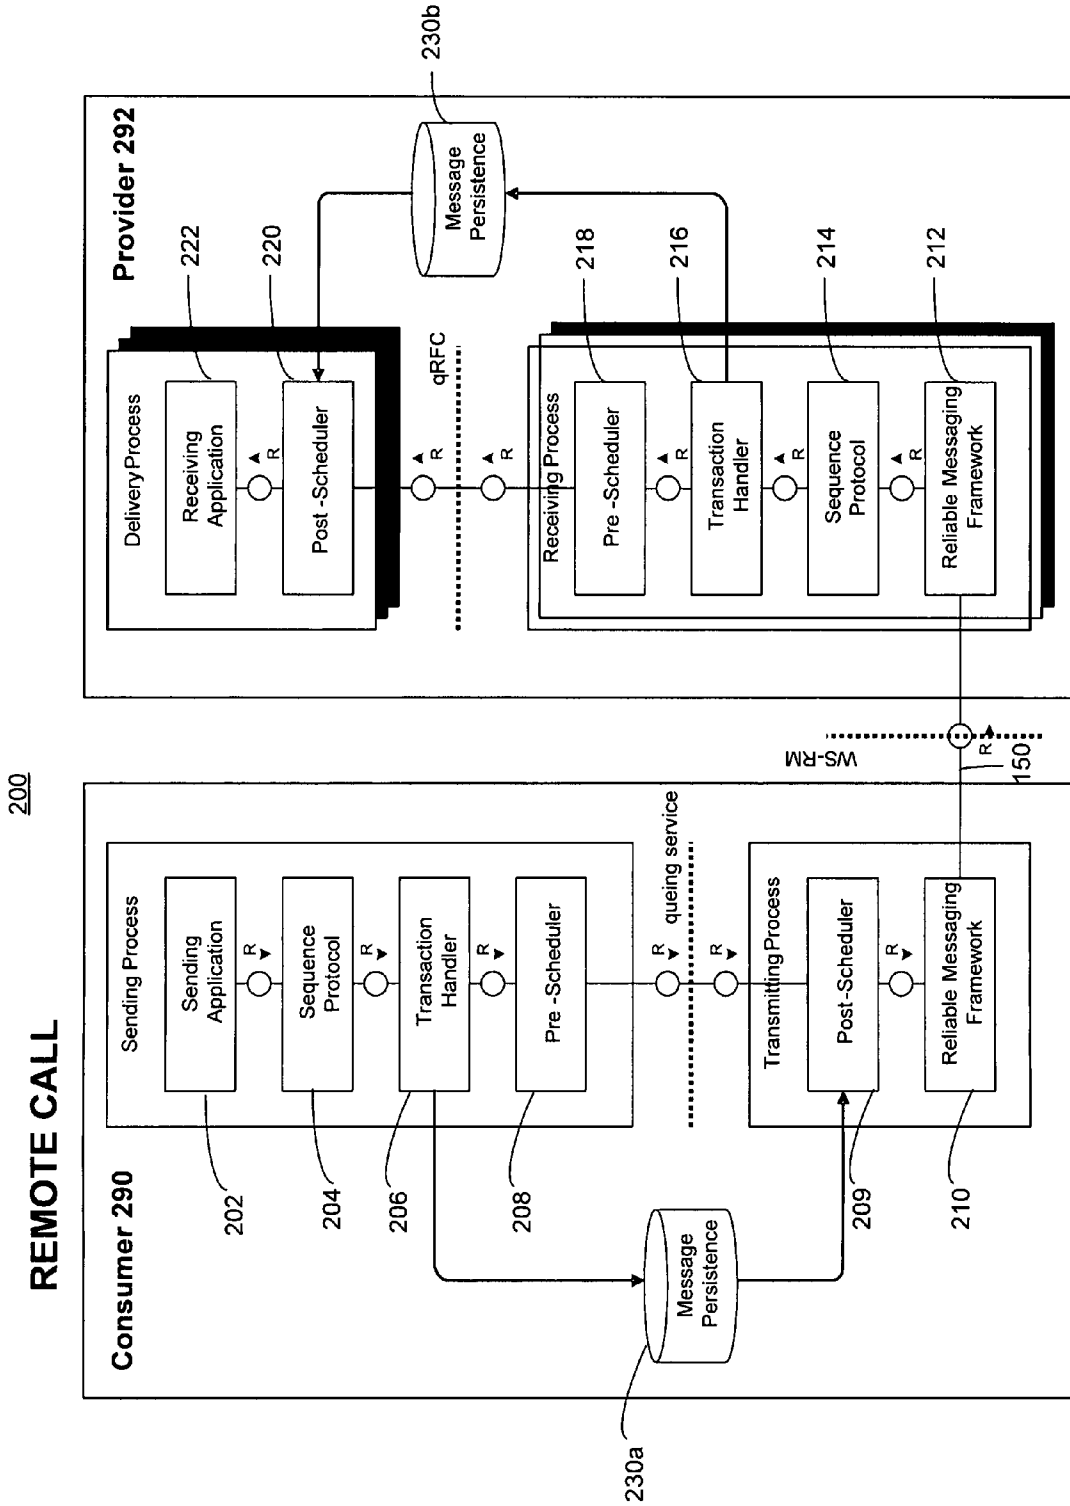 200
REMOTE CALL
Consumer 290
Sending Process
Sending
Application
R
Sequence
Protocol
R
Transaction
Handler
R
Pre -Scheduler
R
queing service
R
Transmitting Process
Post -Scheduler
R
Reliable Messaging
Framework
202
204
206
208
209
210
Message
Persistence
230a
WS-RM
R
150
Provider 292
Delivery Process
Receiving
Application
R
Post -Scheduler
R
qRFC
R
Receiving Process
Pre -Scheduler
R
Transaction
Handler
R
Sequence
Protocol
R
Reliable Messaging
Framework
222
220
218
216
214
212
Message
Persistence
230b